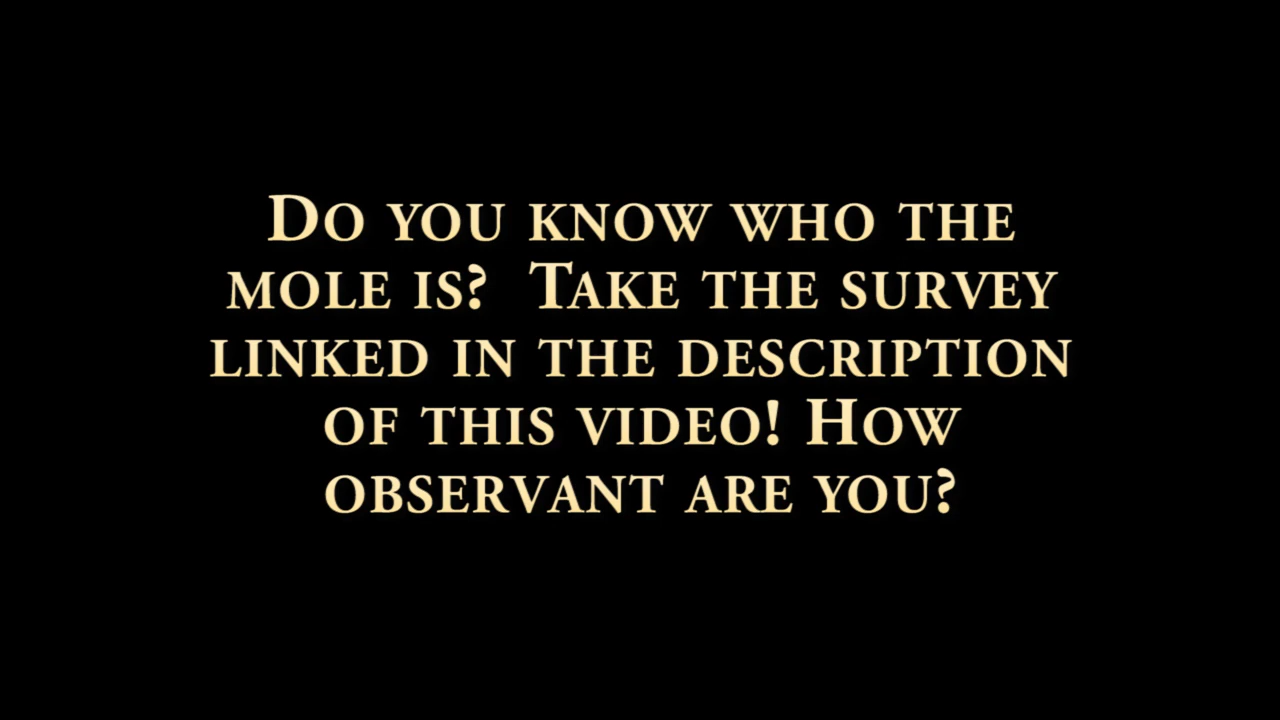 Do you know who the
mole is?  Take the survey
linked in the description
of this video! How
observant are you?